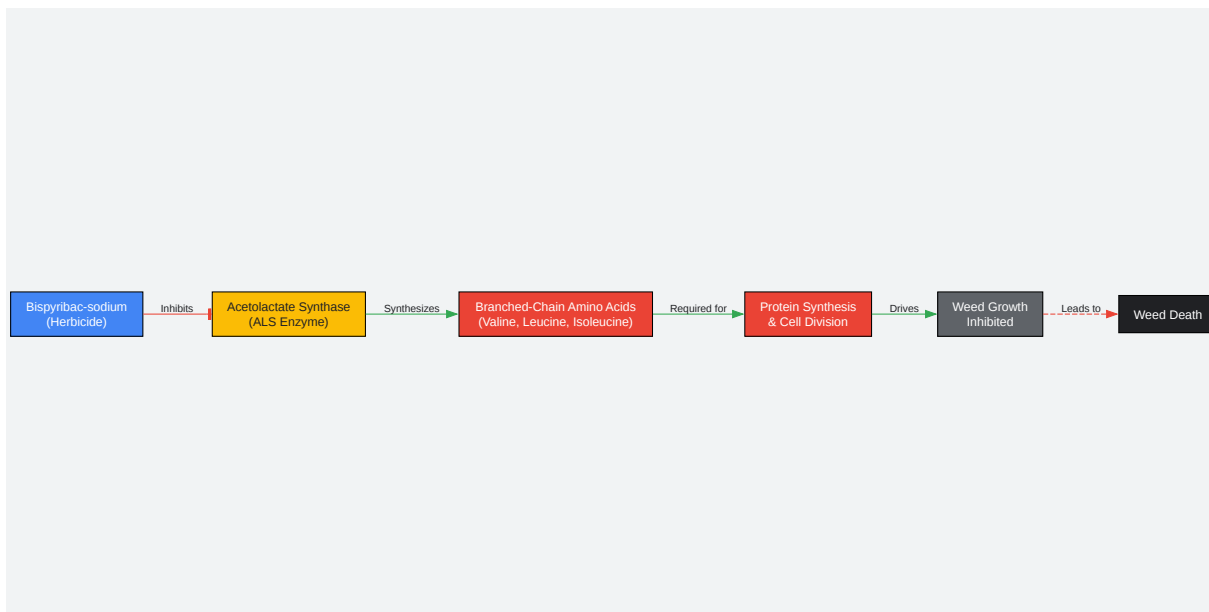 Bispyribac-sodium
(Herbicide)
Inhibits
Acetolactate Synthase
(ALS Enzyme)
Synthesizes
Branched-Chain Amino Acids
(Valine, Leucine, Isoleucine)
Required for
Protein Synthesis
& Cell Division
Drives
Weed Growth
Inhibited
Leads to
Weed Death